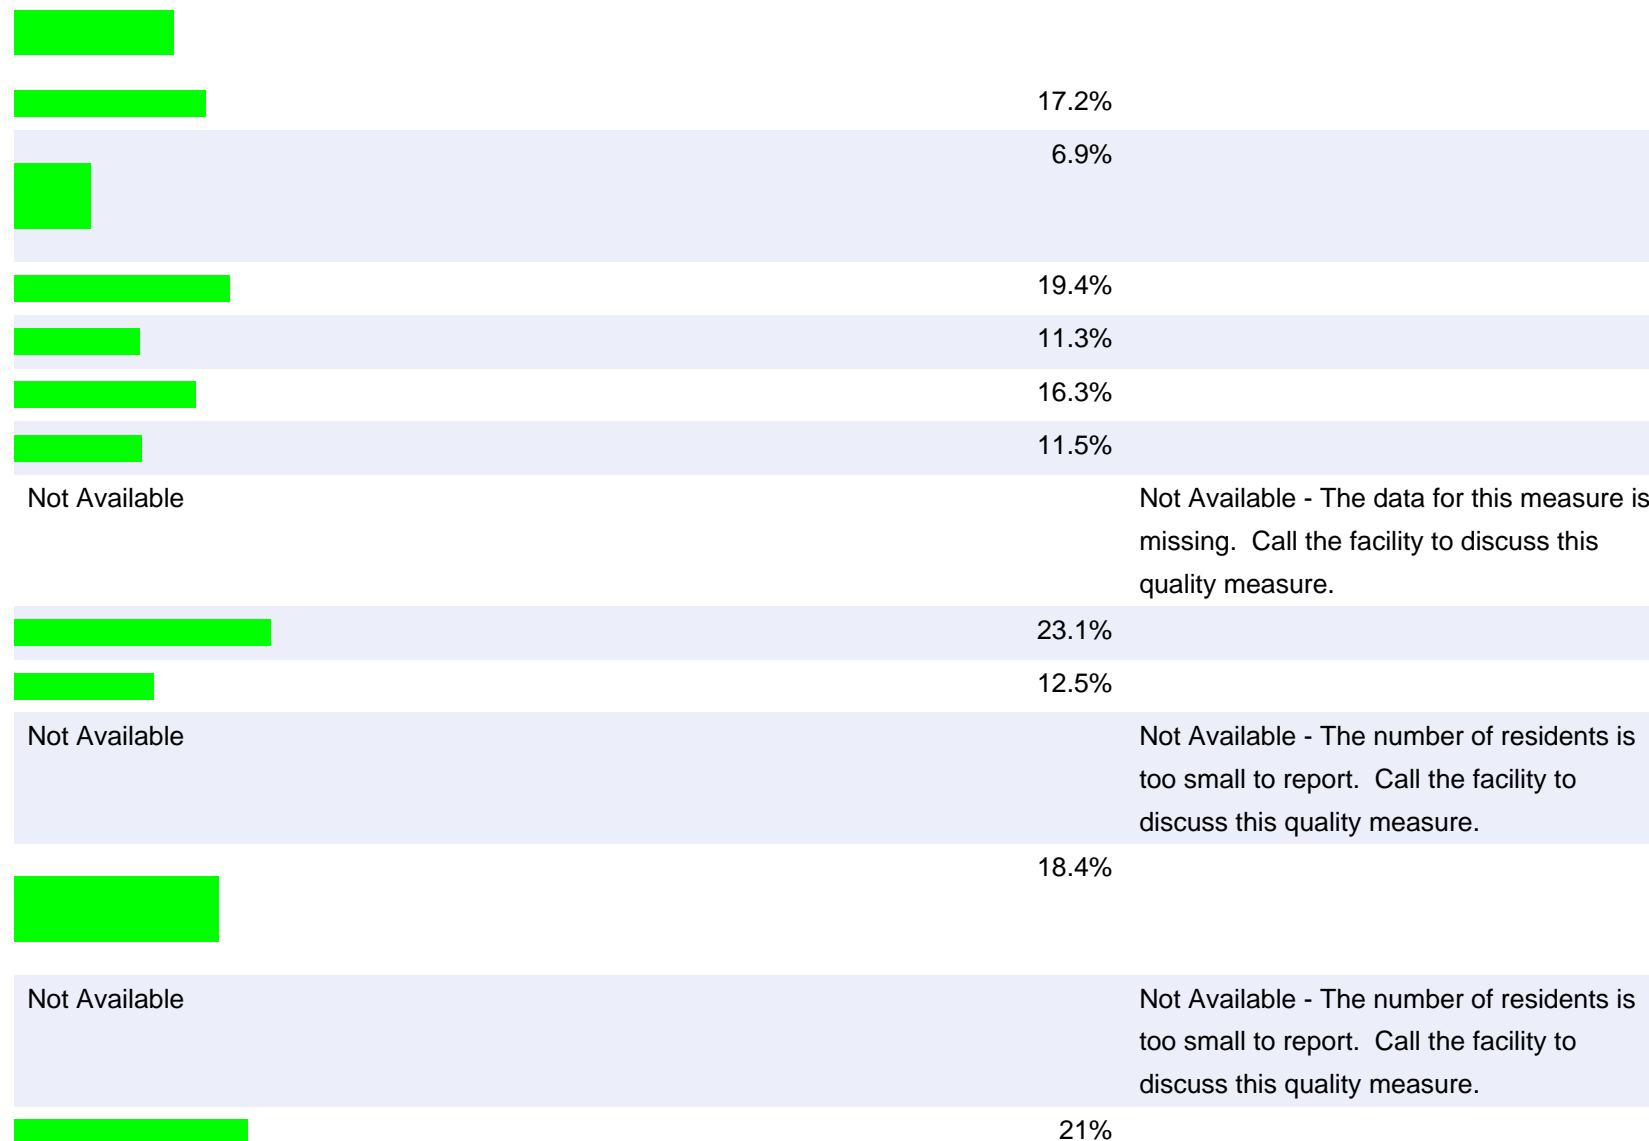 17.2%
6.9%
19.4%
11.3%
16.3%
11.5%
Not Available
Not Available - The data for this measure is
missing.  Call the facility to discuss this
quality measure.
23.1%
12.5%
Not Available
Not Available - The number of residents is
too small to report.  Call the facility to
discuss this quality measure.
18.4%
Not Available
Not Available - The number of residents is
too small to report.  Call the facility to
discuss this quality measure.
21%